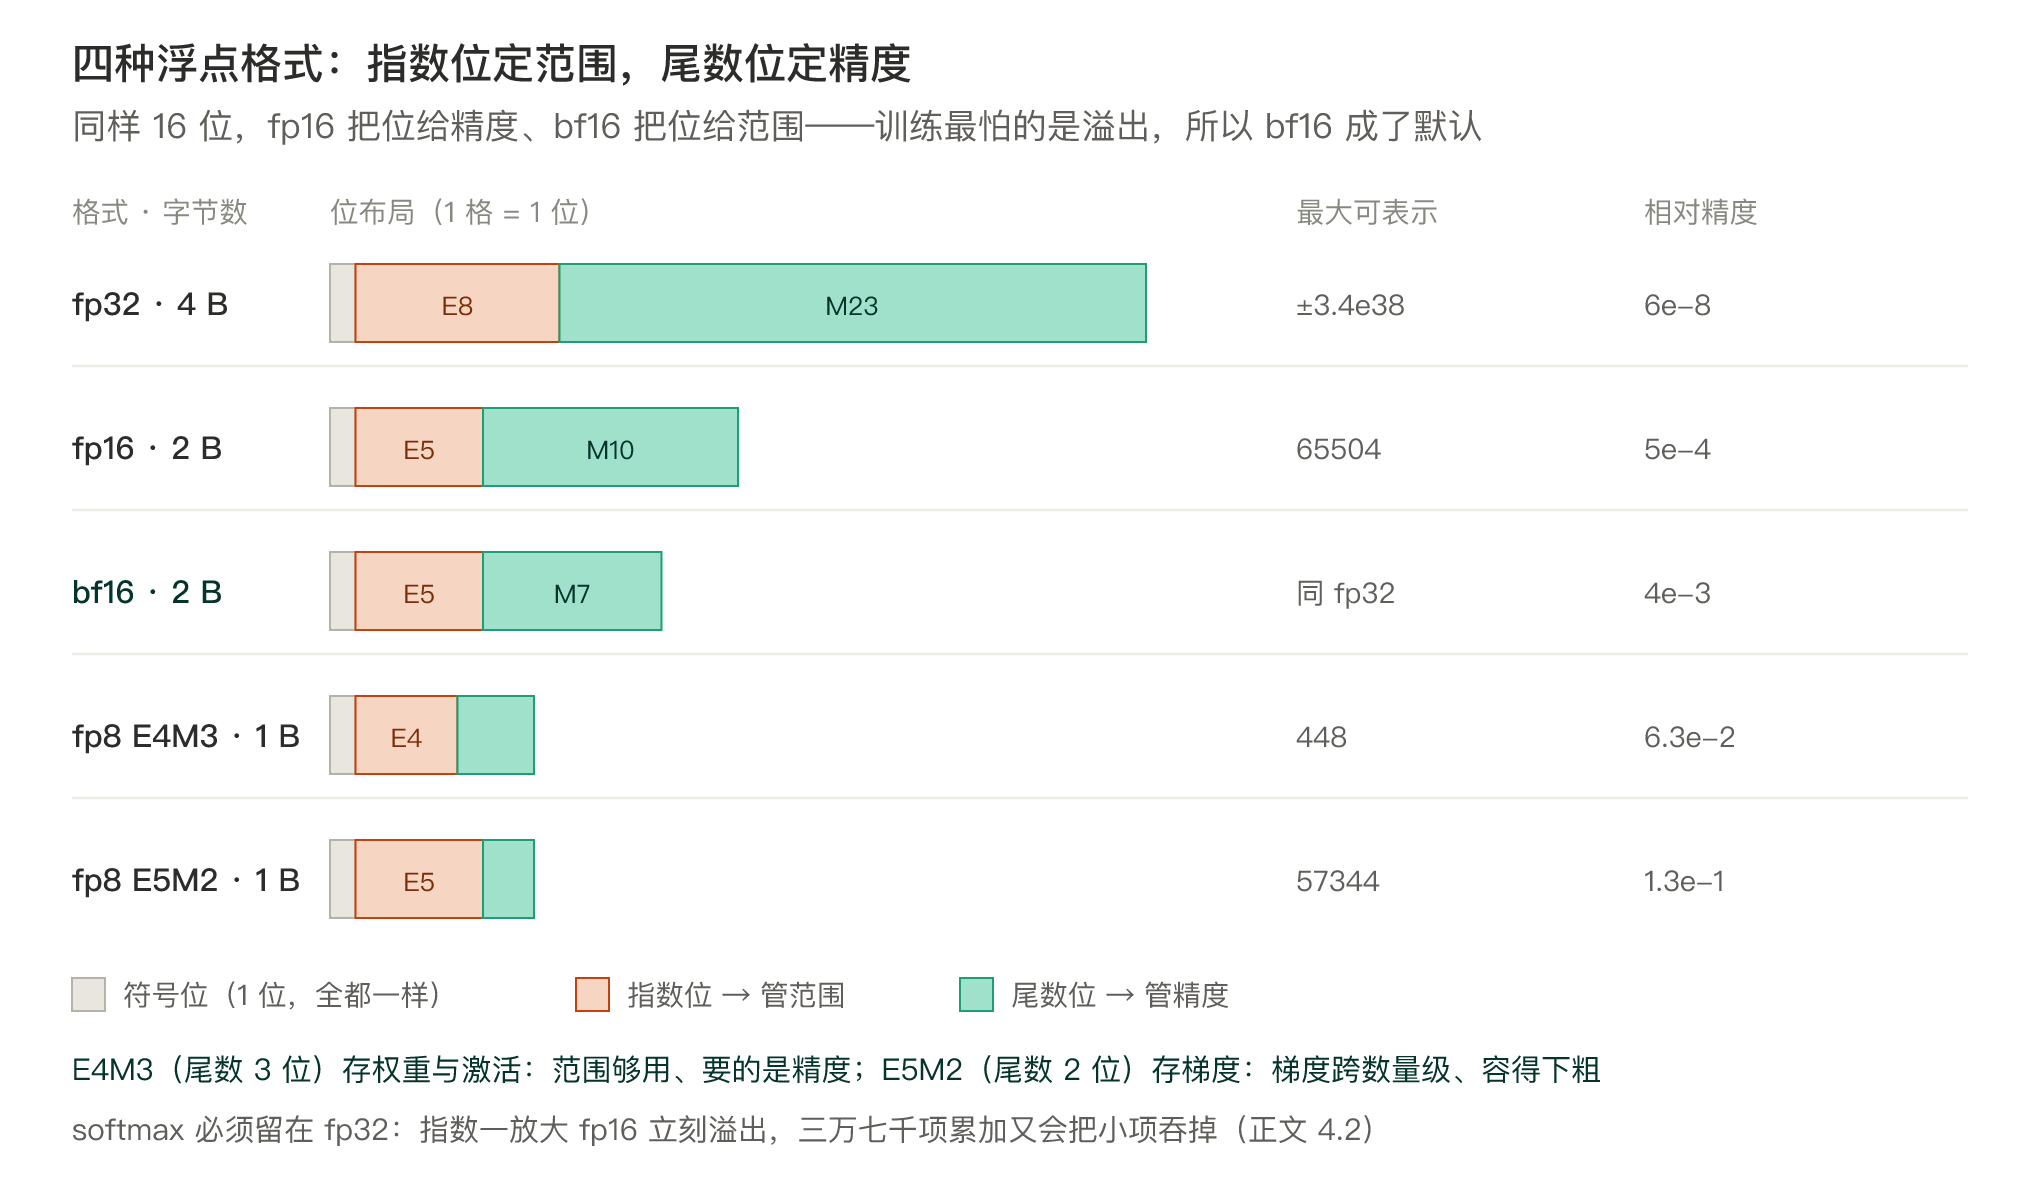 四种浮点格式：指数位定范围，尾数位定精度
同样 16 位，fp16 把位给精度、bf16 把位给范围——训练最怕的是溢出，所以 bf16 成了默认
格式 · 字节数 位布局（1 格 = 1 位） 最大可表示 相对精度
fp32 · 4 B E8 M23 ±3.4e38 6e−8
fp16 · 2 B E5 M10 65504 5e−4
bf16 · 2 B E5 M7 同 fp32 4e−3
fp8 E4M3 · 1 B E4 448 6.3e−2
fp8 E5M2 · 1 B E5 57344 1.3e−1
符号位（1 位，全都一样） 指数位 → 管范围 尾数位 → 管精度
E4M3（尾数 3 位）存权重与激活：范围够用、要的是精度；E5M2（尾数 2 位）存梯度：梯度跨数量级、容得下粗
softmax 必须留在 fp32：指数一放大 fp16 立刻溢出，三万七千项累加又会把小项吞掉（正文 4.2）